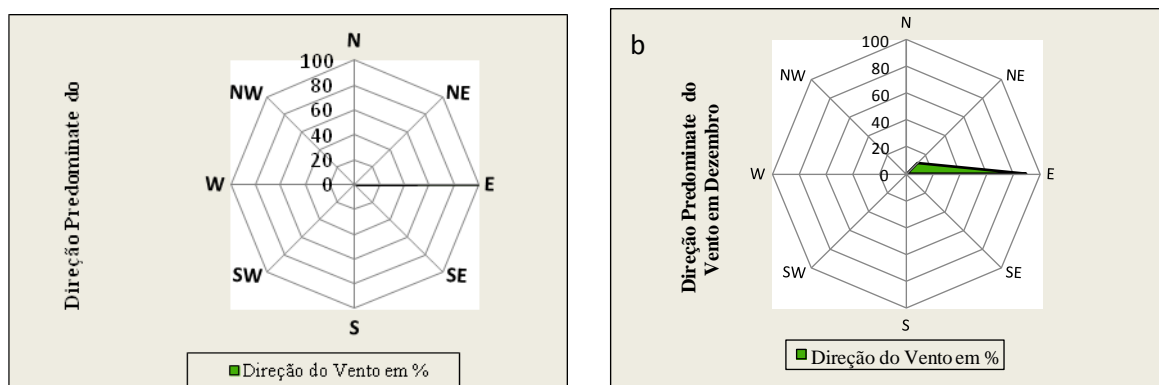 Direção Predominate do
N
NE
E
SE
S
SW
W
NW
100
80
60
40
20
0
Direção do Vento em %
b
Direção Predominate do
Vento em Dezembro
N
NE
E
SE
S
SW
W
NW
100
80
60
40
20
0
Direção do Vento em %